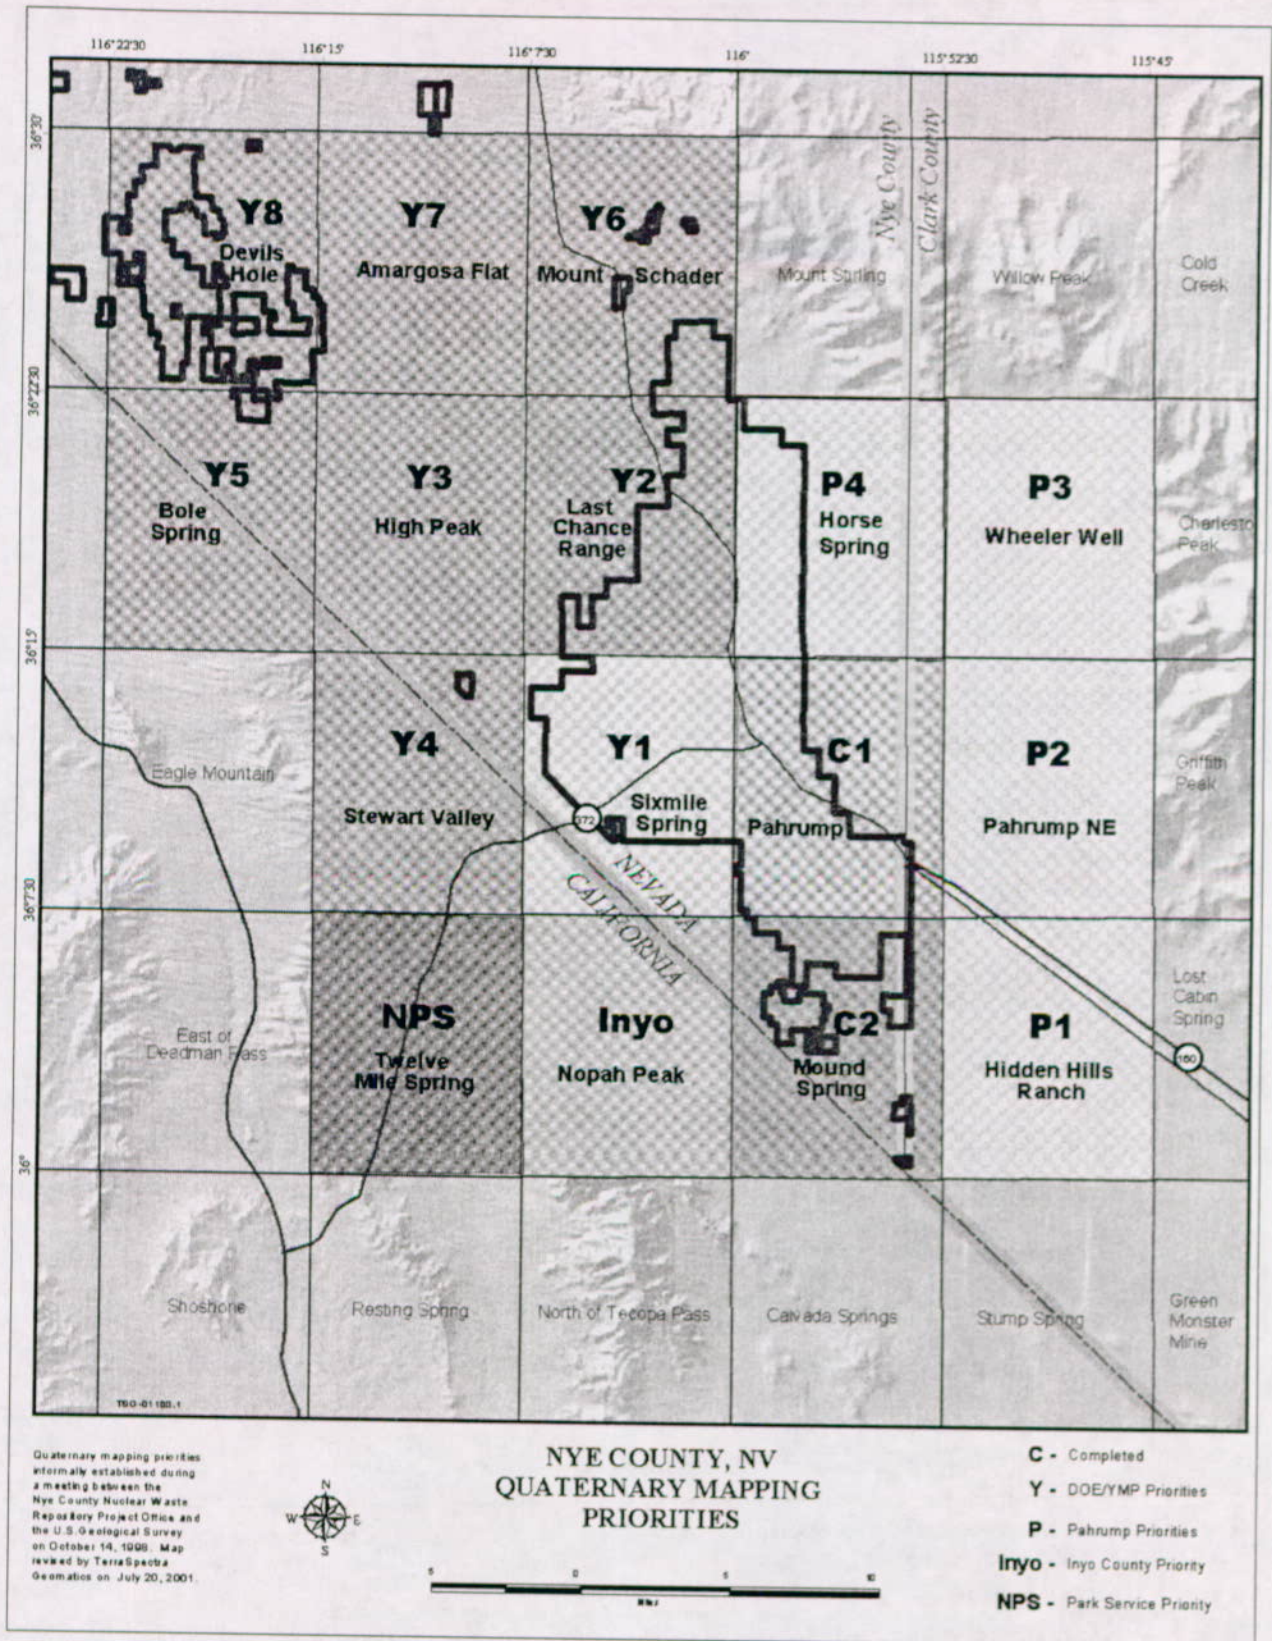 116°22'30
116°15'
116°7'30
116°
115°52'30
115°45'
36°30'
36°22'30
36°15'
36°7'30
36°
Nye County
Clark County
Y8
Devils
Hole
Y7
Amargosa Flat
Y6
Mount Schader
Mount Stirling
Willow Peak
Cold
Creek
Y5
Bole
Spring
Y3
High Peak
Y2
Last
Chance
Range
P4
Horse
Spring
P3
Wheeler Well
Charlesto
Peak
Eagle Mountain
Y4
Stewart Valley
Y1
Sixmile
Spring
372
C1
Pahrump
P2
Pahrump NE
Griffith
Peak
NEVADA
CALIFORNIA
East of
Deadman Pass
NPS
Twelve
Mile Spring
Inyo
Nopah Peak
C2
Mound
Spring
P1
Hidden Hills
Ranch
Lost
Cabin
Spring
160
Shoshone
Resting Spring
North of Tecopa Pass
Calvada Springs
Stump Spring
Green
Monster
Mine
Quaternary mapping priorities
informally established during
a meeting between the
Nye County Nuclear Waste
Repository Project Office and
the U.S. Geological Survey
on October 14, 1998. Map
revised by TerraSpectra
Geomatics on July 20, 2001.
N
W E
S
NYE COUNTY, NV
QUATERNARY MAPPING
PRIORITIES
5 0 5 10
Miles
C - Completed
Y - DOE/YMP Priorities
P - Pahrump Priorities
Inyo - Inyo County Priority
NPS - Park Service Priority